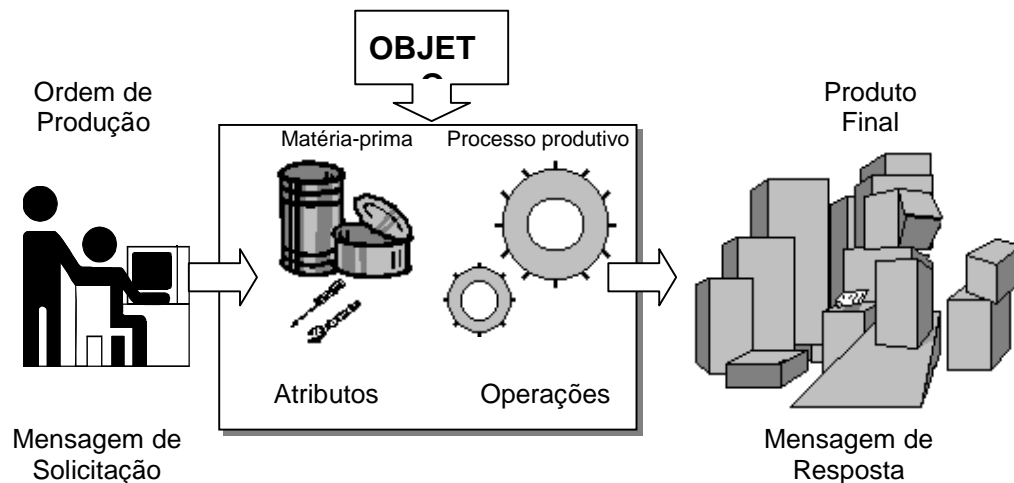 OBJET
Ordem de
Produção
Produto
Final
Matéria-prima
Processo produtivo
Atributos
Operações
Mensagem de
Solicitação
Mensagem de
Resposta